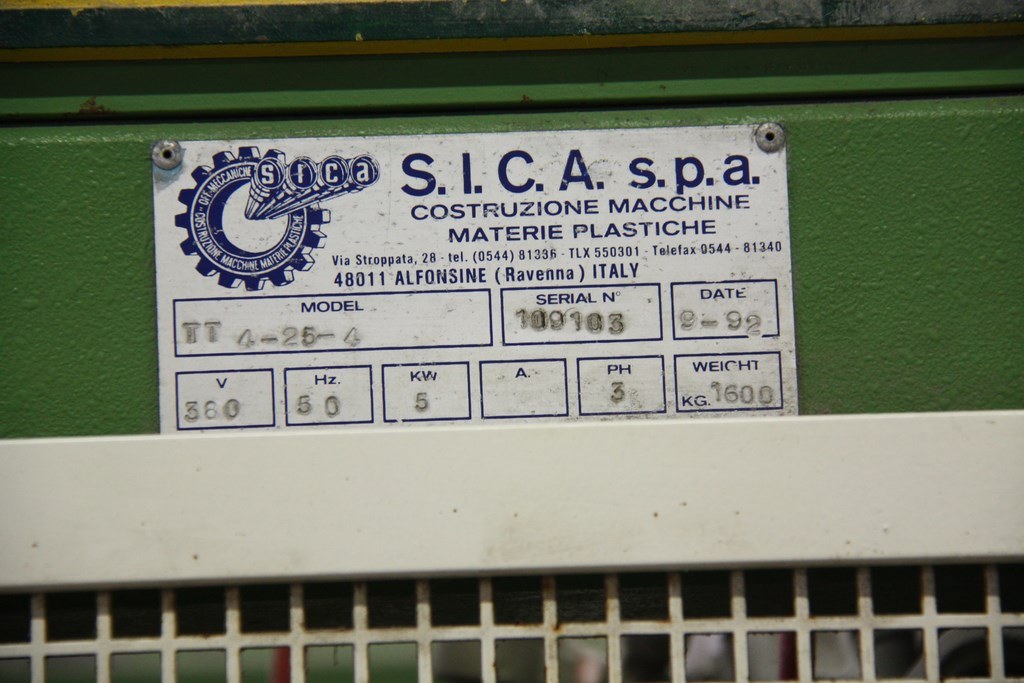 Sica
OFF. MECCANICHE - COSTRUZIONE MACCHINE MATERIE PLASTICHE
S.I.C.A. s.p.a.
COSTRUZIONE MACCHINE
MATERIE PLASTICHE
Via Stroppata, 28 - tel. (0544) 81336 - TLX 550301 - Telefax 0544 - 81340
48011 ALFONSINE (Ravenna) ITALY
MODEL
TT 4-25-4
SERIAL N°
109103
DATE
9-92
V
380
Hz.
50
KW
5
A.
PH
3
WEIGHT
KG. 1600